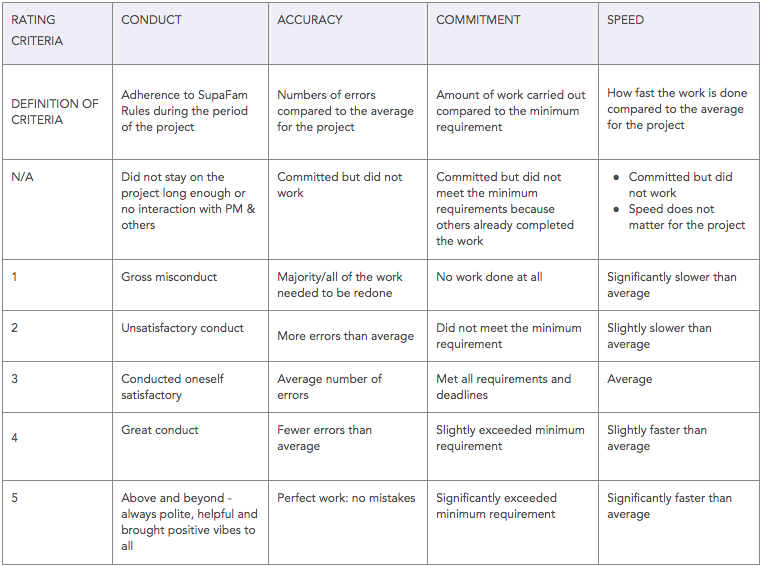 RATING
CRITERIA
CONDUCT
ACCURACY
COMMITMENT
SPEED
DEFINITION OF
CRITERIA
Adherence to SupaFam
Rules during the period
of the project
Numbers of errors
compared to the average
for the project
Amount of work carried out
compared to the minimum
requirement
How fast the work is done
compared to the average
for the project
N/A
Did not stay on the
project long enough or
no interaction with PM &
others
Committed but did not
work
Committed but did not
meet the minimum
requirements because
others already completed
the work
● Committed but did
not work
● Speed does not
matter for the project
1
Gross misconduct
Majority/all of the work
needed to be redone
No work done at all
Significantly slower than
average
2
Unsatisfactory conduct
More errors than average
Did not meet the minimum
requirement
Slightly slower than
average
3
Conducted oneself
satisfactory
Average number of
errors
Met all requirements and
deadlines
Average
4
Great conduct
Fewer errors than
average
Slightly exceeded minimum
requirement
Slightly faster than
average
5
Above and beyond -
always polite, helpful and
brought positive vibes to
all
Perfect work: no mistakes
Significantly exceeded
minimum requirement
Significantly faster than
average